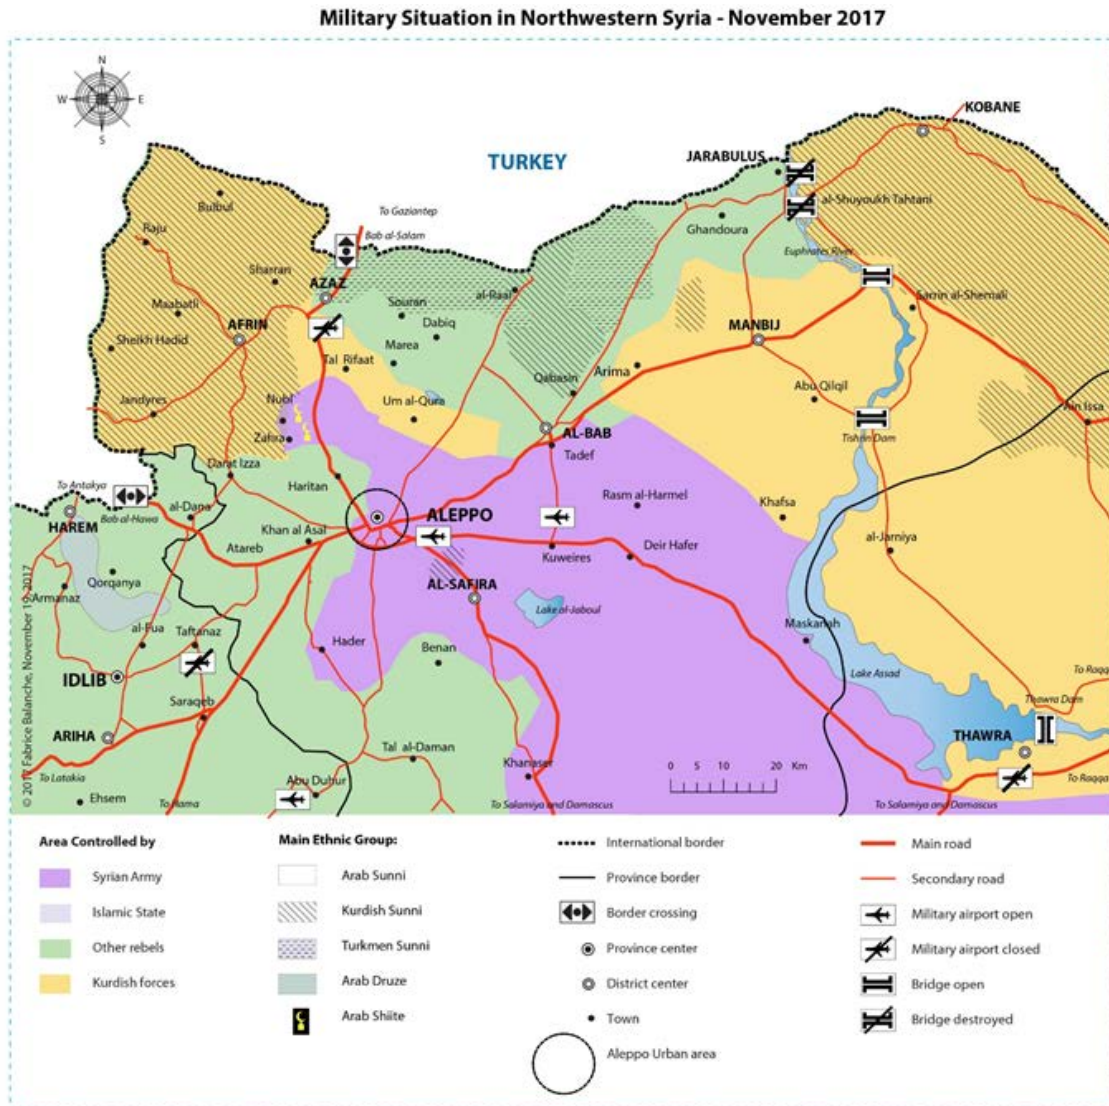 Military Situation in Northwestern Syria - November 2017
N
W E
S
TURKEY
KOBANE
JARABULUS
al-Shuyoukh Tahtani
Bulbul
To Gaziantep
Raju
Bab al-Salam
Ghandoura
Euphrates River
Sharran
AZAZ
al-Raai
Souran
Sarrin al-Shemali
Maabatli
AFRIN
Dabiq
MANBIJ
Sheikh Hadid
Marea
Tal Rifaat
Arima
Qabasin
Abu Qilqil
Jandyres
Nubl
Um al-Qura
Ain Issa
Zahra
AL-BAB
Tishrin Dam
Tadef
Darat Izza
To Antakya
Haritan
Rasm al-Harmel
Khafsa
Bab al-Hawa
al-Dana
HAREM
ALEPPO
Khan al Asal
al-Jarniya
Atareb
Kuweires
Deir Hafer
Qorqanya
AL-SAFIRA
Armanaz
Lake al-Jaboul
Maskanah
al-Fua
Taftanaz
Hader
Benan
Lake Assad
To Raqqa
IDLIB
Saraqeb
Thawra Dam
ARIHA
THAWRA
Tal al-Daman
Khanaser
0 5 10 20 Km
To Latakia
Abu Duhur
To Raqqa
Ehsem
To Hama
To Salamiya and Damascus
To Salamiya and Damascus
Area Controlled by
Syrian Army
Islamic State
Other rebels
Kurdish forces
Main Ethnic Group:
Arab Sunni
Kurdish Sunni
Turkmen Sunni
Arab Druze
Arab Shiite
International border
Province border
Border crossing
Province center
District center
Town
Aleppo Urban area
Main road
Secondary road
Military airport open
Military airport closed
Bridge open
Bridge destroyed